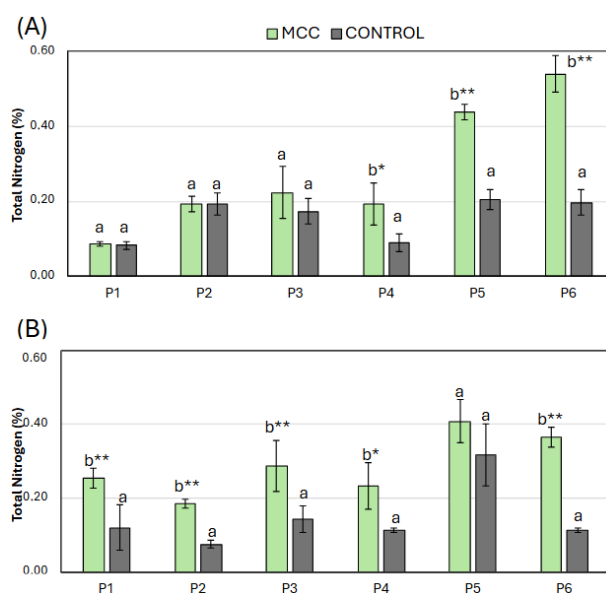 (A)
MCC CONTROL
Total Nitrogen (%)
0.60
0.40
0.20
0.00
a a a a a a b* a b** a b** a
P1 P2 P3 P4 P5 P6
(B)
Total Nitrogen (%)
0.60
0.40
0.20
0.00
b** a b** a b** a b* a a a b** a
P1 P2 P3 P4 P5 P6